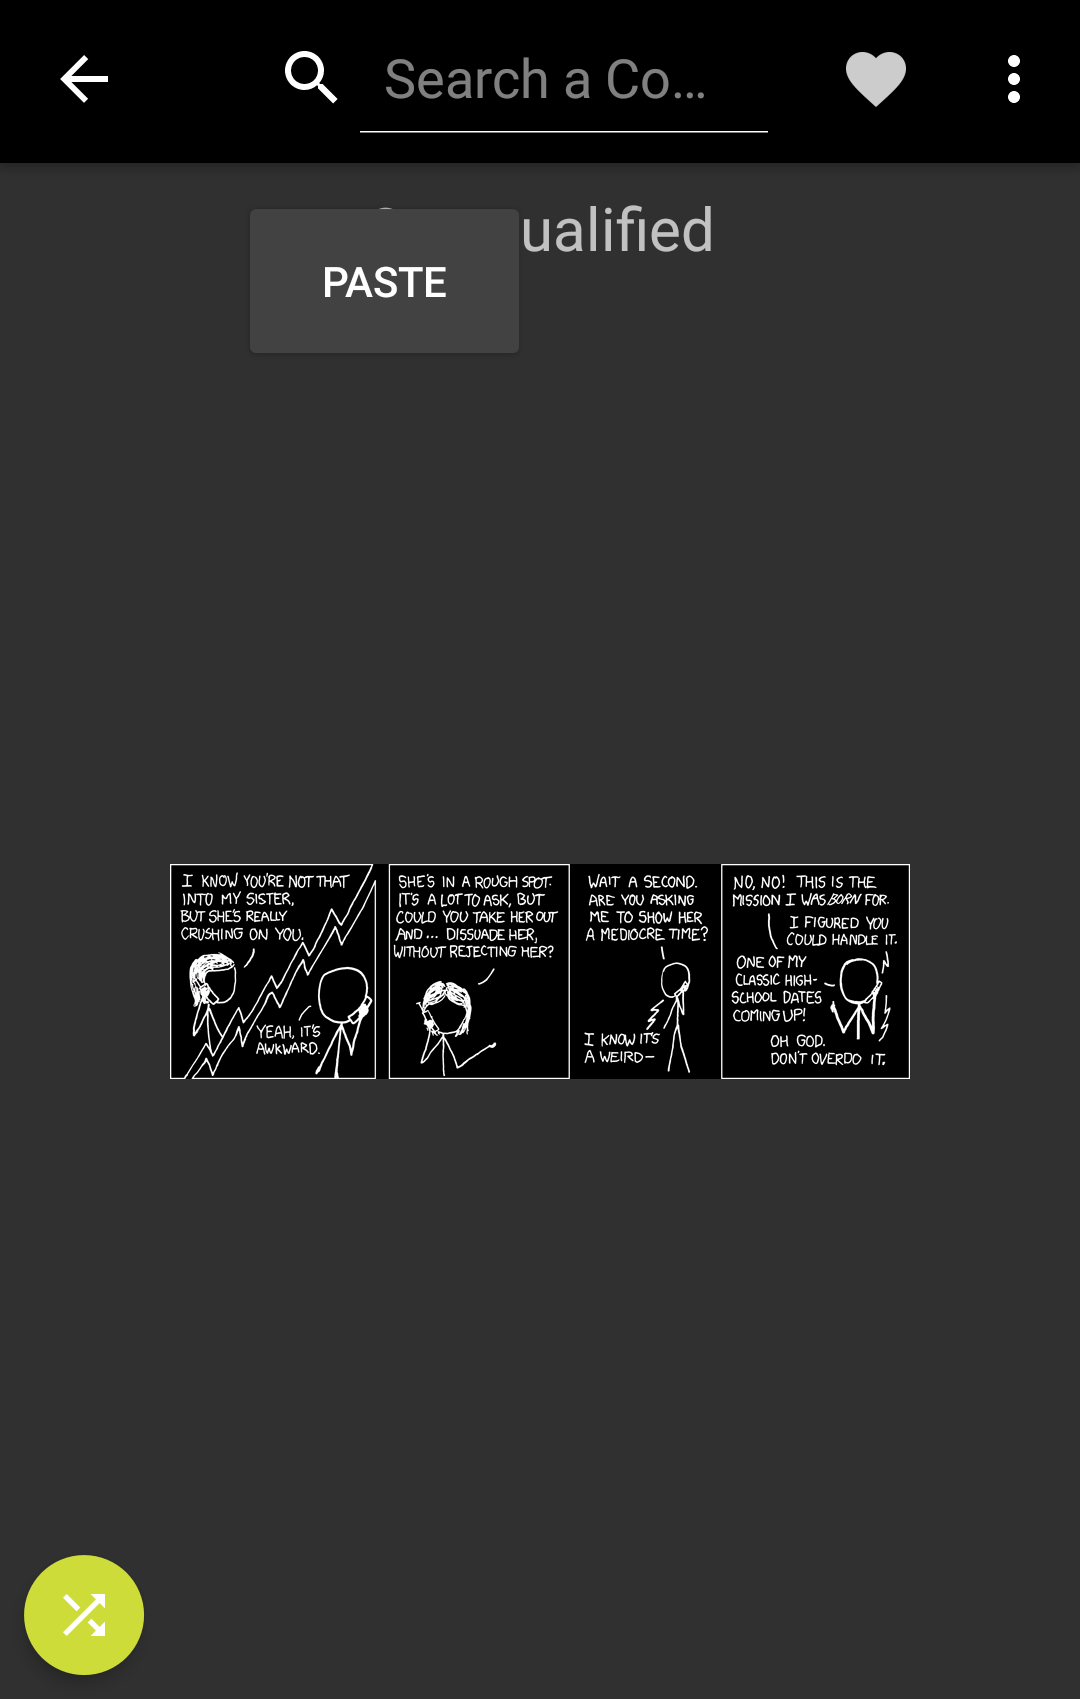 Search a Co...
ualified
PASTE
I KNOW YOU'RE NOT THAT
INTO MY SISTER,
BUT SHE'S REALLY
CRUSHING ON YOU.
YEAH, IT'S
AWKWARD.
SHE'S IN A ROUGH SPOT.
IT'S A LOT TO ASK, BUT
COULD YOU TAKE HER OUT
AND... DISSUADE HER,
WITHOUT REJECTING HER?
WAIT A SECOND.
ARE YOU ASKING
ME TO SHOW HER
A MEDIOCRE TIME?
I KNOW IT'S
A WEIRD—
NO, NO! THIS IS THE
MISSION I WAS BORN FOR.
I FIGURED YOU
COULD HANDLE IT.
ONE OF MY
CLASSIC HIGH-
SCHOOL DATES
COMING UP!
OH GOD.
DON'T OVERDO IT.